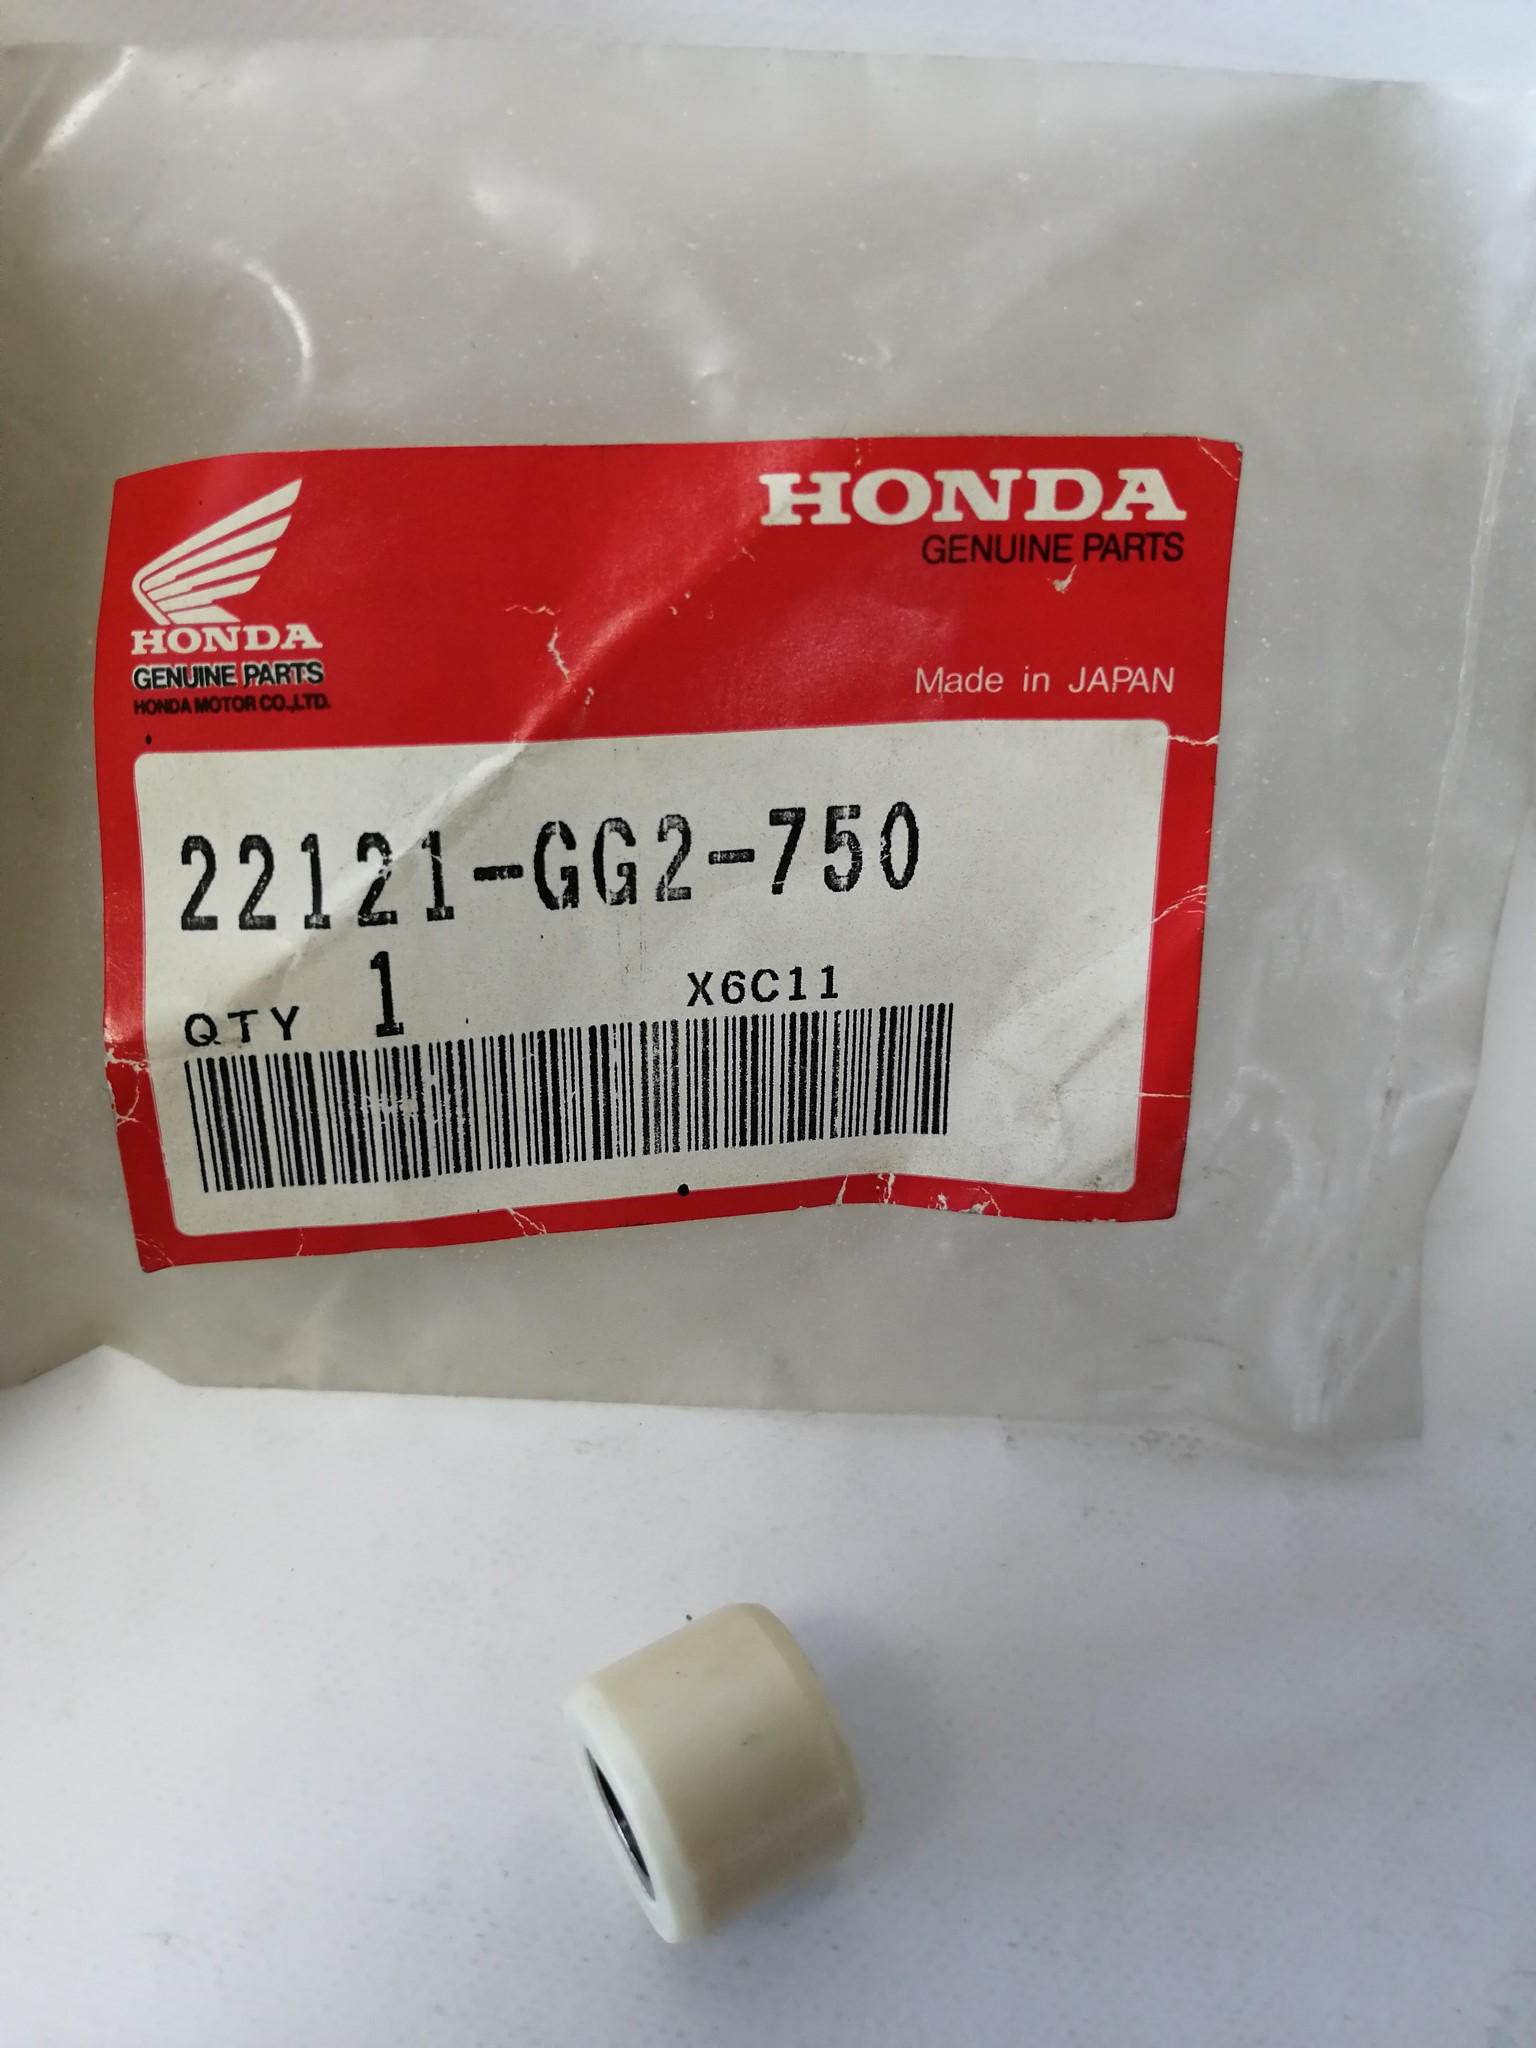 HONDA
GENUINE PARTS
HONDA
GENUINE PARTS
HONDA MOTOR CO.,LTD.
Made in JAPAN
22121-GG2-750
QTY 1 X6C11